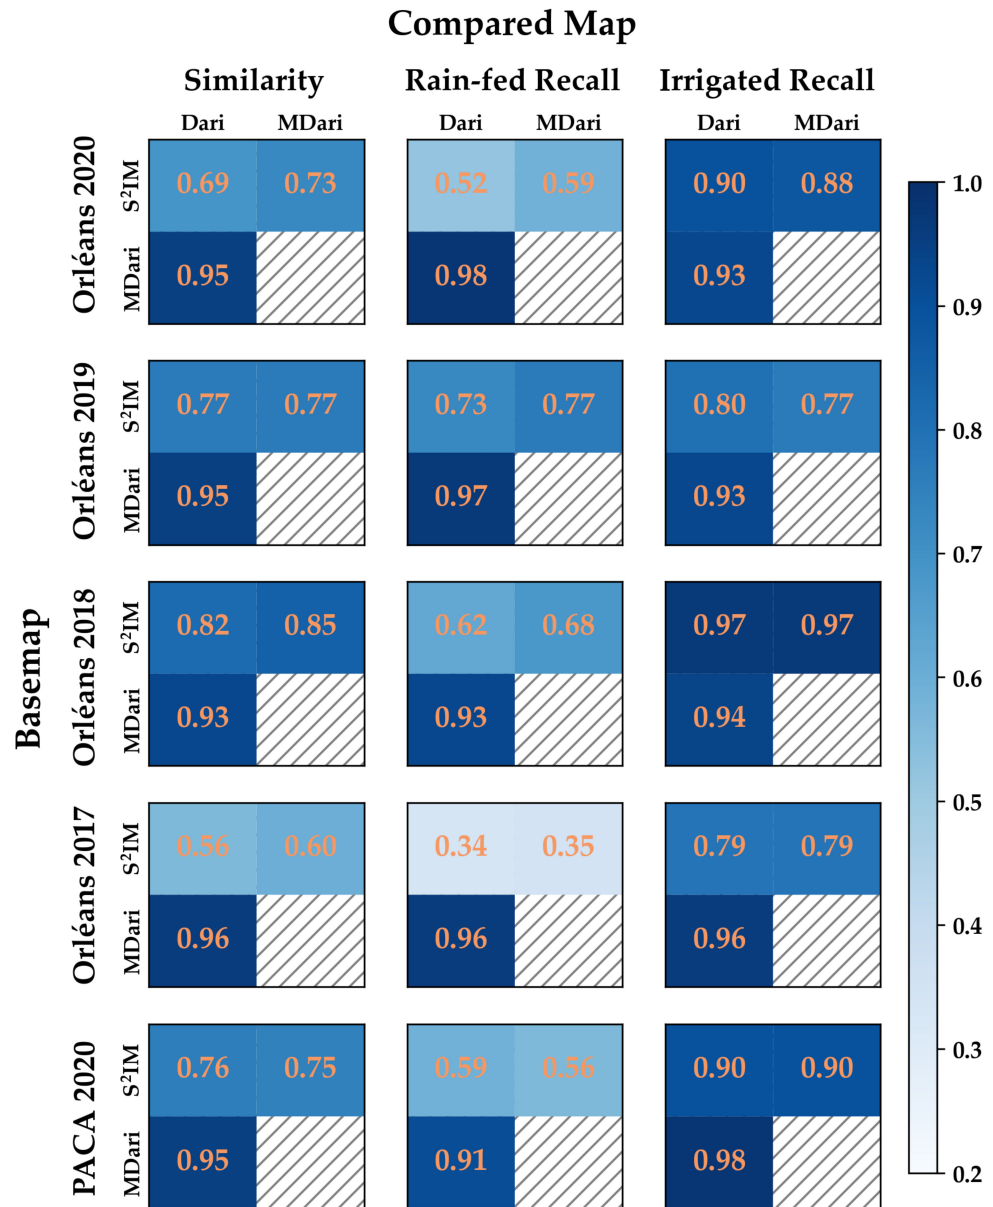 Compared Map
Similarity Rain-fed Recall Irrigated Recall
Dari MDari Dari MDari Dari MDari
Basemap
Orléans 2020
S²IM 0.69 0.73 0.52 0.59 0.90 0.88
MDari 0.95 0.98 0.93
Orléans 2019
S²IM 0.77 0.77 0.73 0.77 0.80 0.77
MDari 0.95 0.97 0.93
Orléans 2018
S²IM 0.82 0.85 0.62 0.68 0.97 0.97
MDari 0.93 0.93 0.94
Orléans 2017
S²IM 0.56 0.60 0.34 0.35 0.79 0.79
MDari 0.96 0.96 0.96
PACA 2020
S²IM 0.76 0.75 0.59 0.56 0.90 0.90
MDari 0.95 0.91 0.98
1.0
0.9
0.8
0.7
0.6
0.5
0.4
0.3
0.2